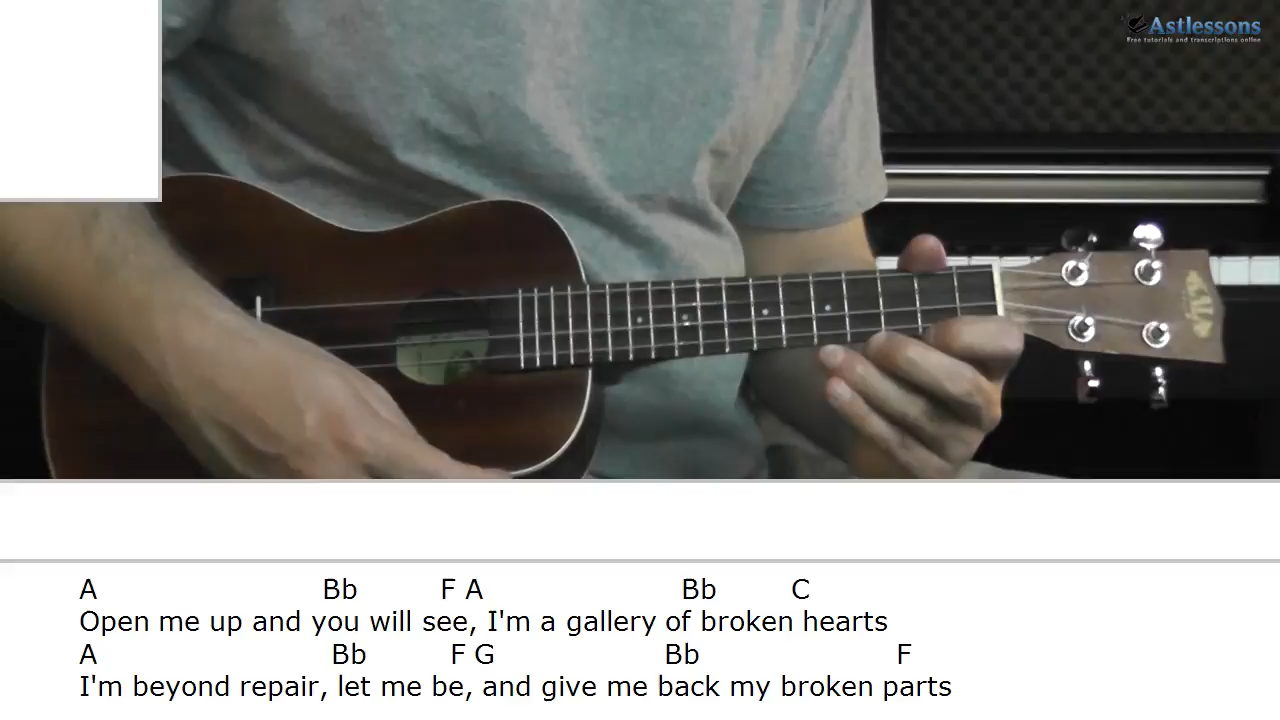 Astlessons
Free tutorials and transcriptions online
A Bb F A Bb C
Open me up and you will see, I'm a gallery of broken hearts
A Bb F G Bb F
I'm beyond repair, let me be, and give me back my broken parts